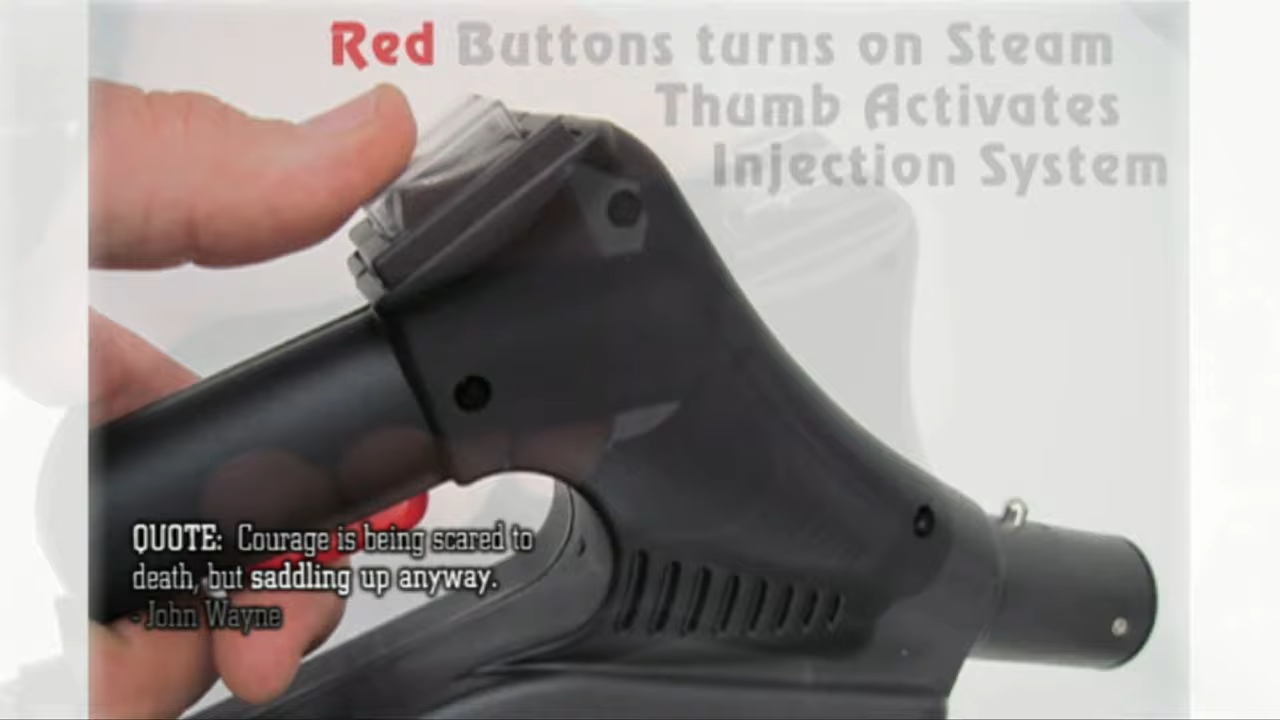 Red Buttons turns on Steam
Thumb Activates
Injection System
QUOTE: Courage is being scared to
death, but saddling up anyway.
- John Wayne